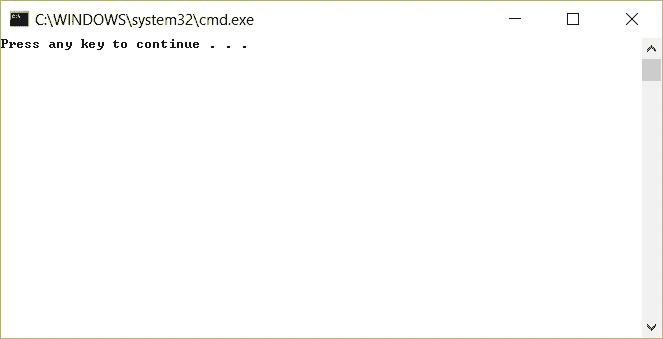 C:\WINDOWS\system32\cmd.exe
Press any key to continue . . .